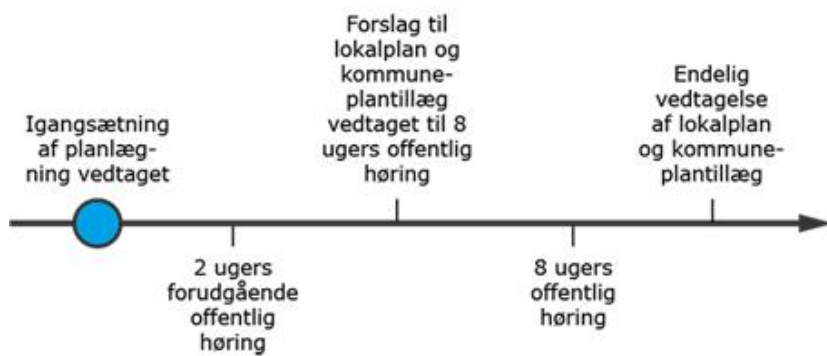 Igangsætning
af planlæg-
ning vedtaget
2 ugers
forudgående
offentlig
høring
Forslag til
lokalplan og
kommune-
plantillæg
vedtaget til 8
ugers offentlig
høring
8 ugers
offentlig
høring
Endelig
vedtagelse
af lokalplan
og kommune-
plantillæg